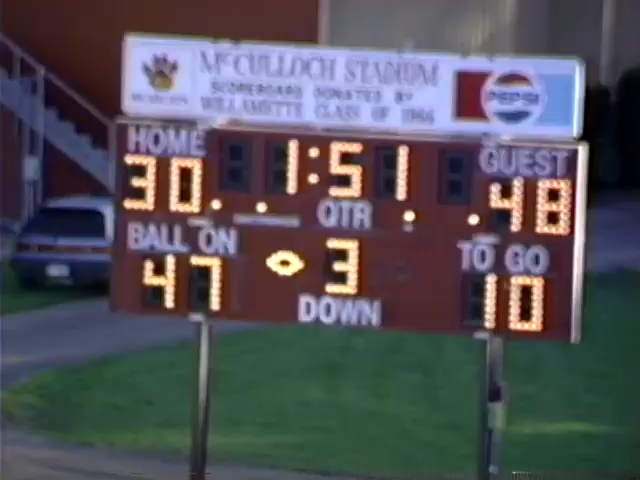 McCULLOCH STADIUM
SCOREBOARD DONATED BY
WILLAMETTE CLASS OF
PEPSI
HOME 1:51 GUEST
30 QTR 48
BALL ON 3 TO GO
47 DOWN 10